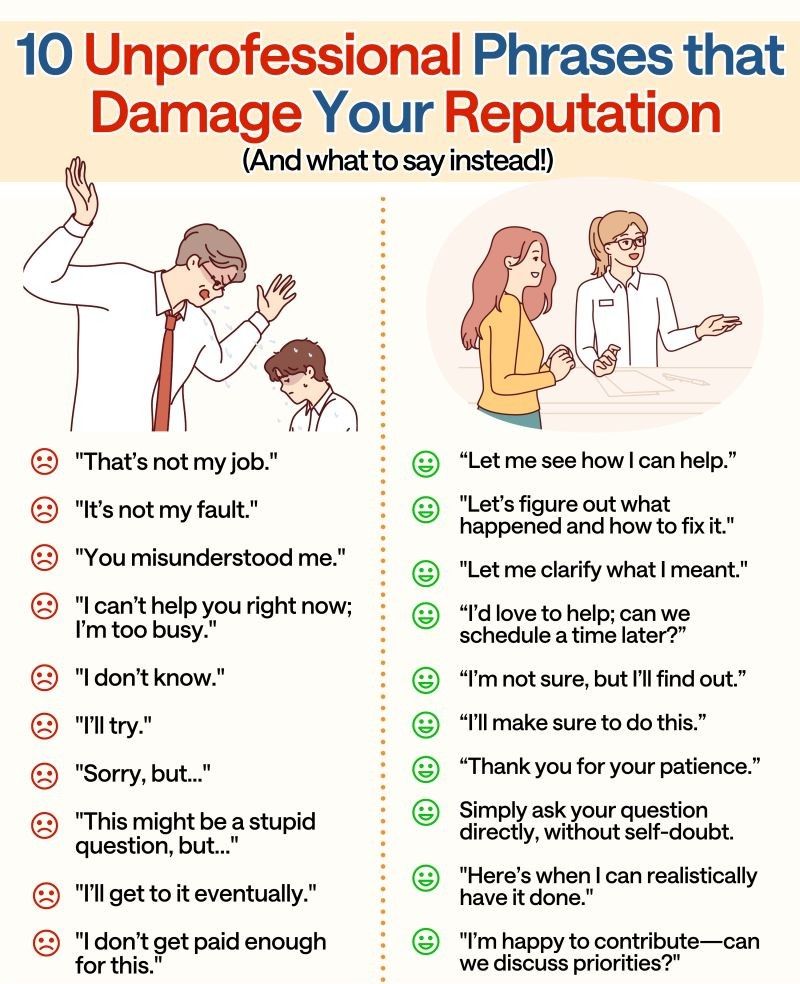 10 Unprofessional Phrases that
Damage Your Reputation
(And what to say instead!)
"That's not my job."
"It's not my fault."
"You misunderstood me."
"I can't help you right now;
I'm too busy."
"I don't know."
"I'll try."
"Sorry, but..."
"This might be a stupid
question, but..."
"I'll get to it eventually."
"I don't get paid enough
for this."
“Let me see how I can help.”
"Let's figure out what
happened and how to fix it."
"Let me clarify what I meant."
“I'd love to help; can we
schedule a time later?”
“I'm not sure, but I'll find out.”
“I'll make sure to do this.”
“Thank you for your patience.”
Simply ask your question
directly, without self-doubt.
"Here's when I can realistically
have it done."
"I'm happy to contribute—can
we discuss priorities?"